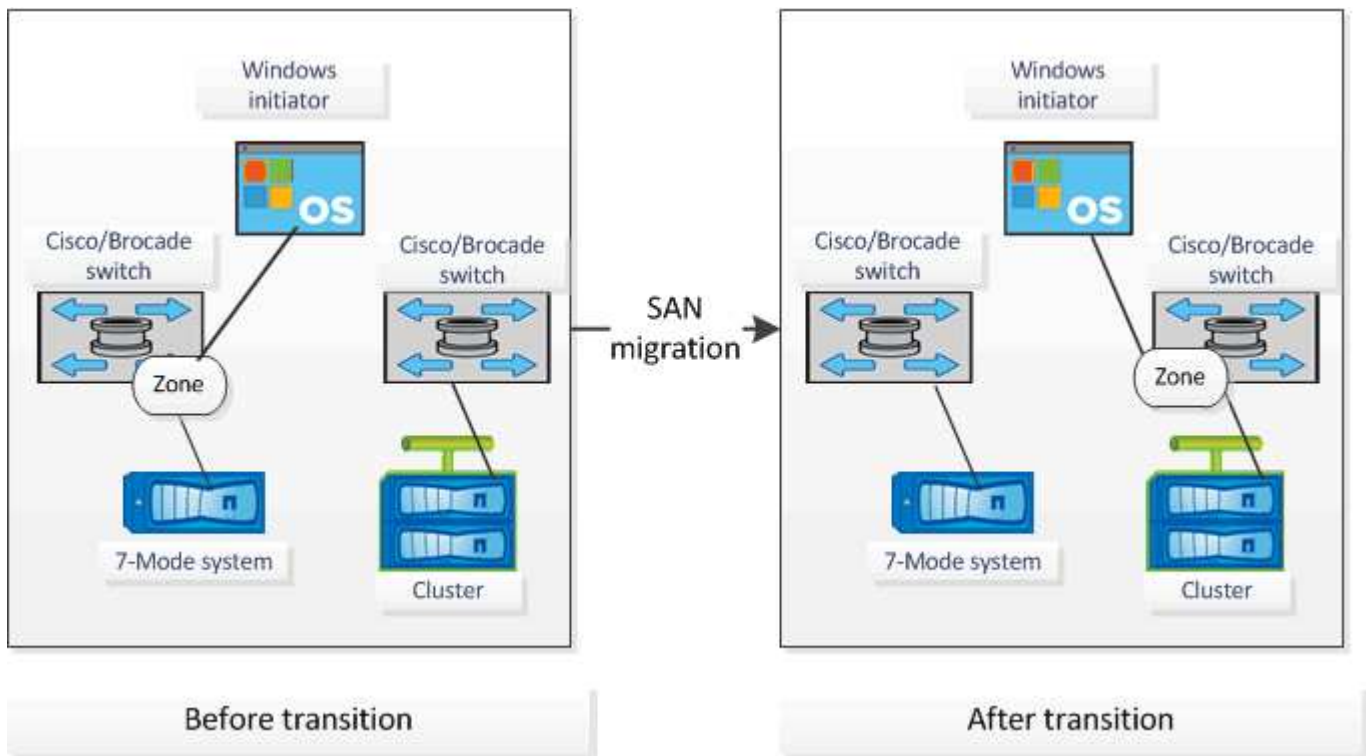 Windows
initiator
OS
Cisco/Brocade
switch
Cisco/Brocade
switch
Zone
7-Mode system
n
n
n
Cluster
Before transition
SAN
migration
Windows
initiator
OS
Cisco/Brocade
switch
Cisco/Brocade
switch
Zone
7-Mode system
n
n
n
Cluster
After transition